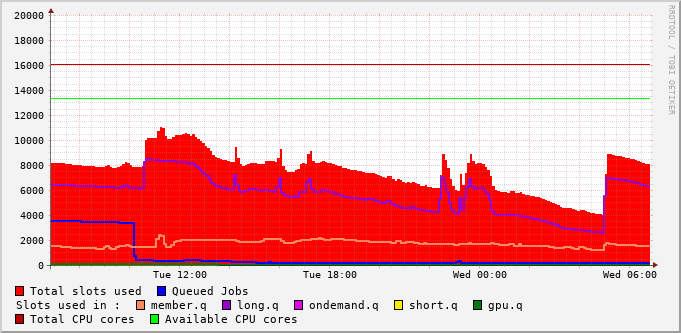 20000
18000
16000
14000
12000
10000
8000
6000
4000
2000
0
Tue 12:00 Tue 18:00 Wed 00:00 Wed 06:00
Total slots used Queued Jobs
Slots used in : member.q long.q ondemand.q short.q gpu.q
Total CPU cores Available CPU cores
RRDTOOL / TOBI OETIKER